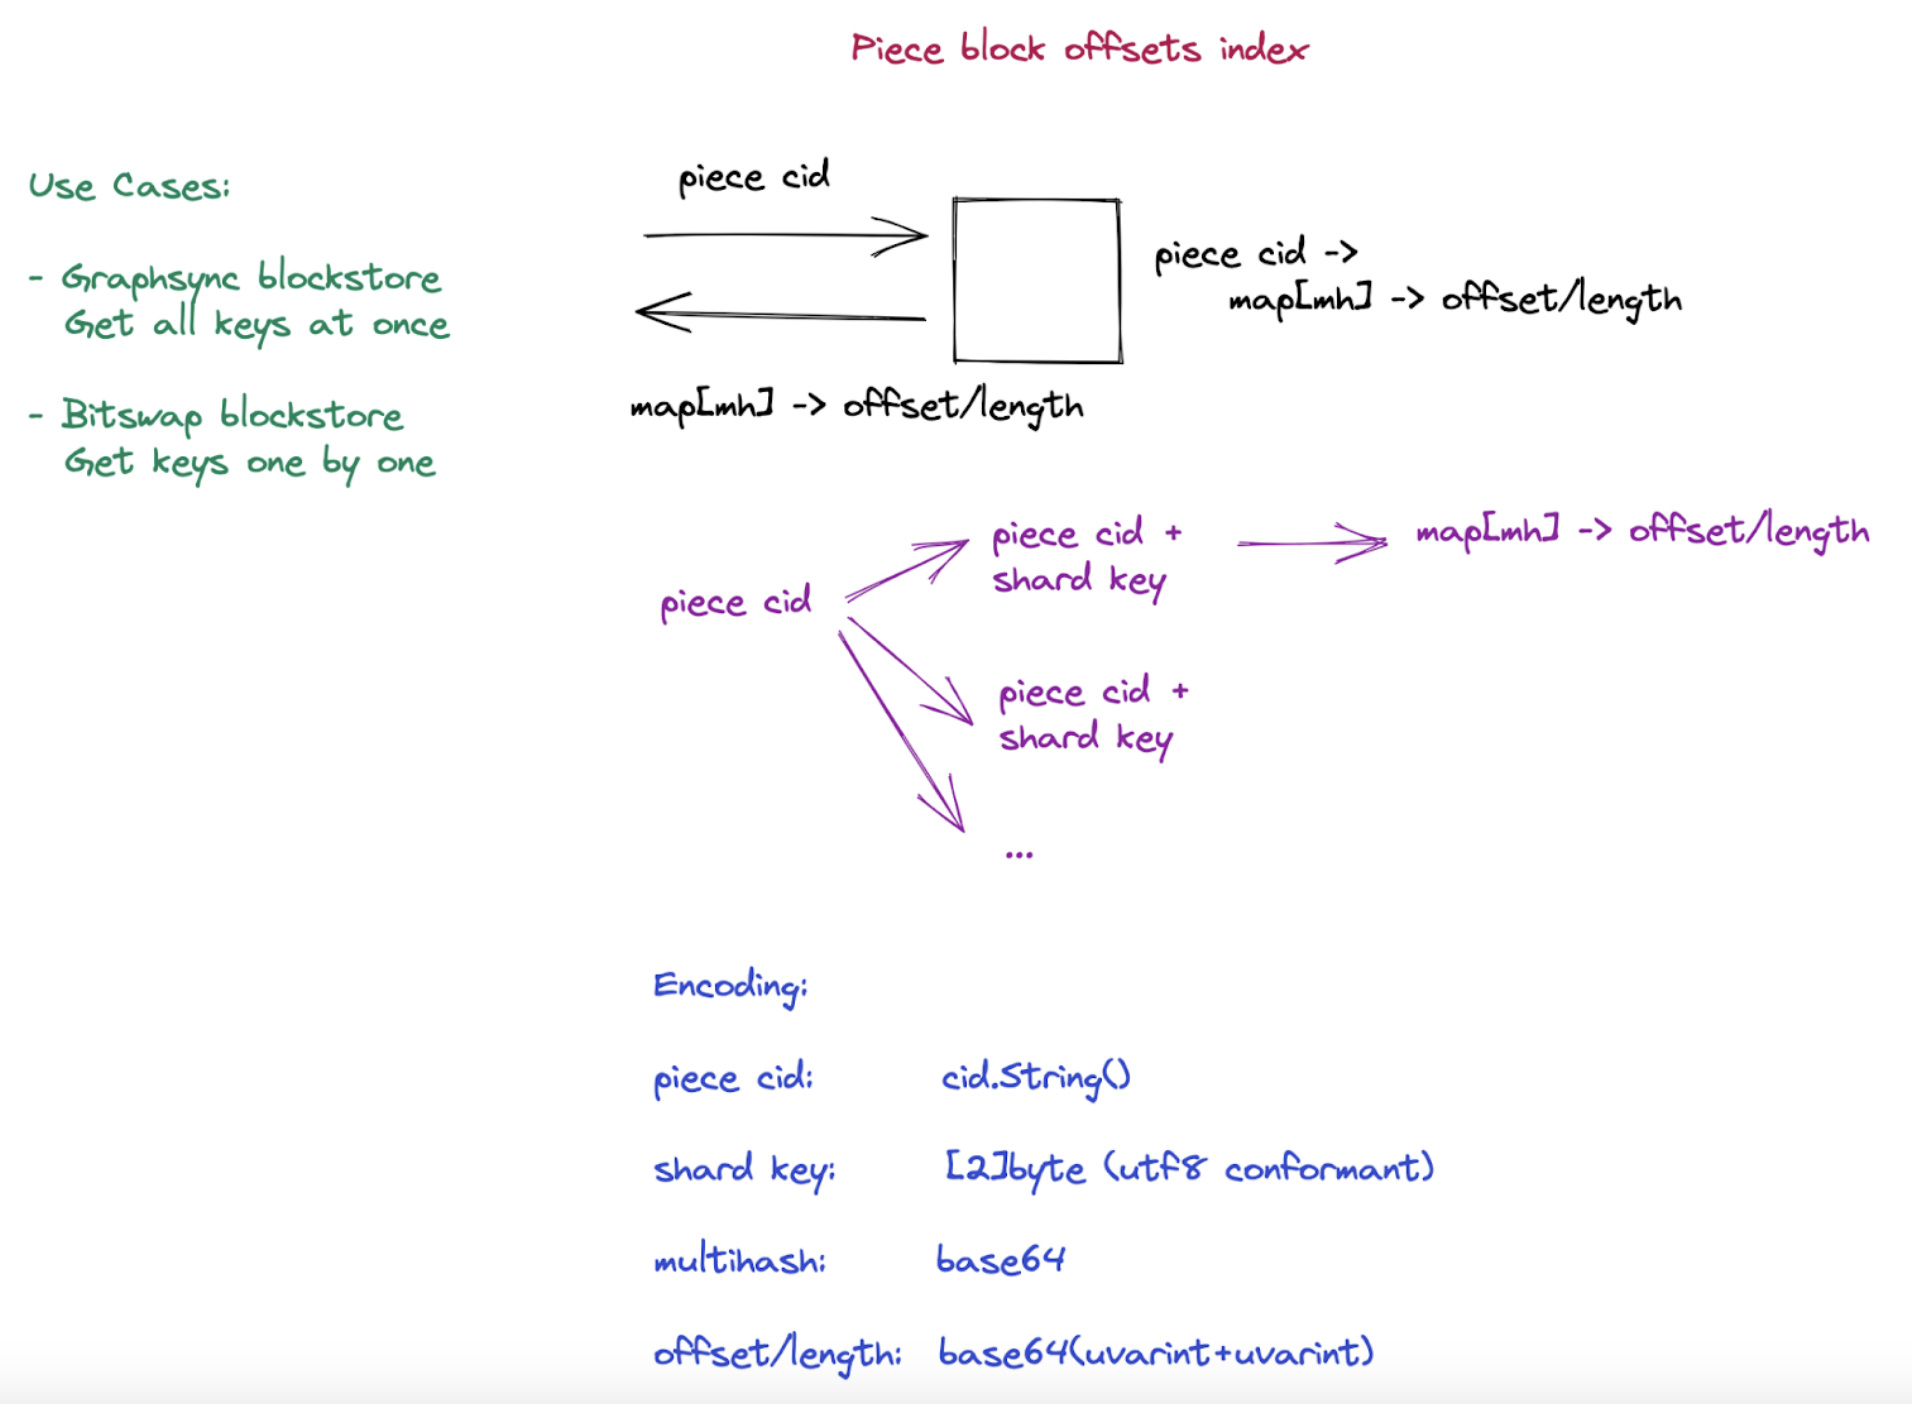 Piece block offsets index
Use Cases:
- Graphsync blockstore
Get all keys at once
- Bitswap blockstore
Get keys one by one
piece cid
piece cid ->
map[mh] -> offset/length
map[mh] -> offset/length
piece cid
piece cid +
shard key
map[mh] -> offset/length
piece cid +
shard key
...
Encoding:
piece cid: cid.String()
shard key: [2]byte (utf8 conformant)
multihash: base64
offset/length: base64(uvarint+uvarint)